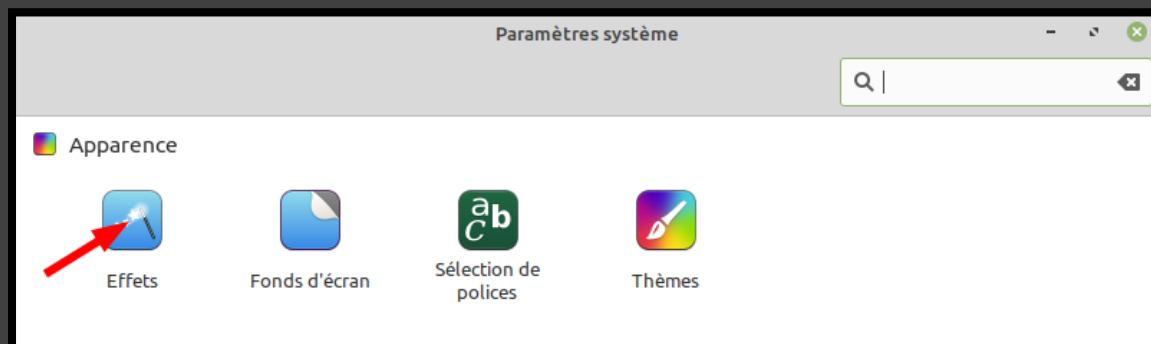 Paramètres système
Apparence
Effets
Fonds d'écran
Sélection de
polices
Thèmes